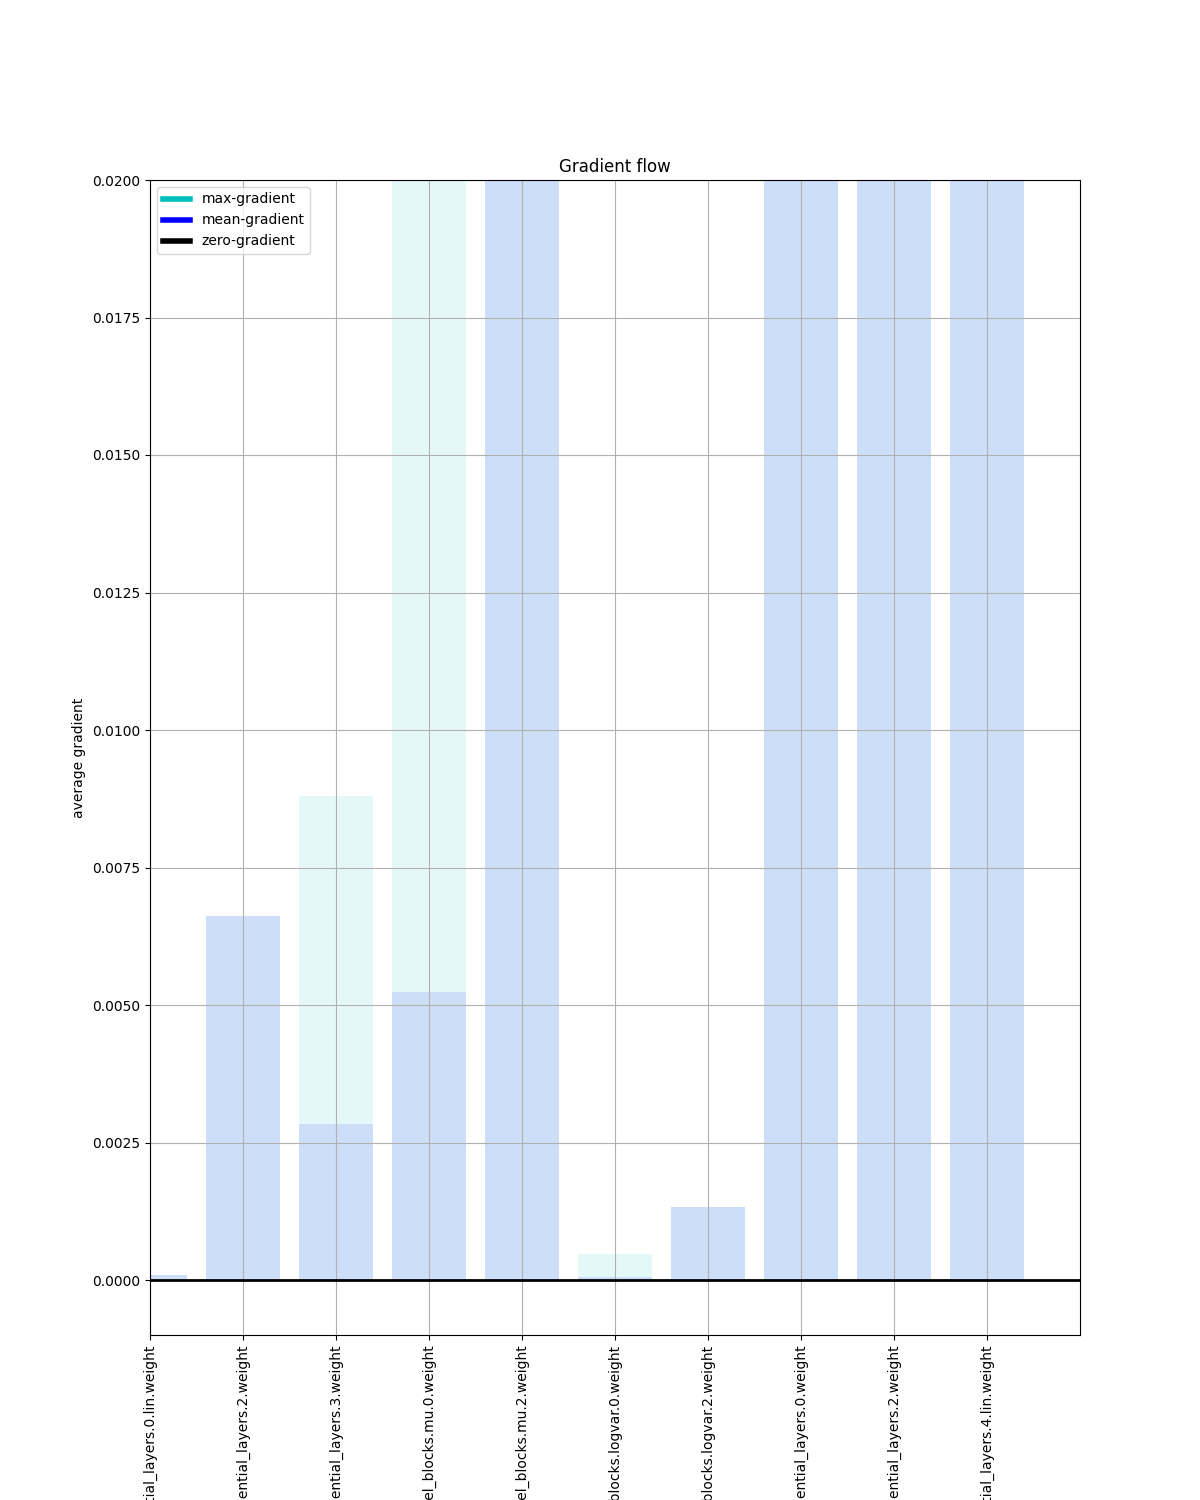 Gradient flow
max-gradient
mean-gradient
zero-gradient
0.0200
0.0175
0.0150
0.0125
0.0100
0.0075
0.0050
0.0025
0.0000
average gradient
tial_layers.0.lin.weight
ential_layers.2.weight
ential_layers.3.weight
el_blocks.mu.0.weight
el_blocks.mu.2.weight
blocks.logvar.0.weight
blocks.logvar.2.weight
ential_layers.0.weight
ential_layers.2.weight
tial_layers.4.lin.weight